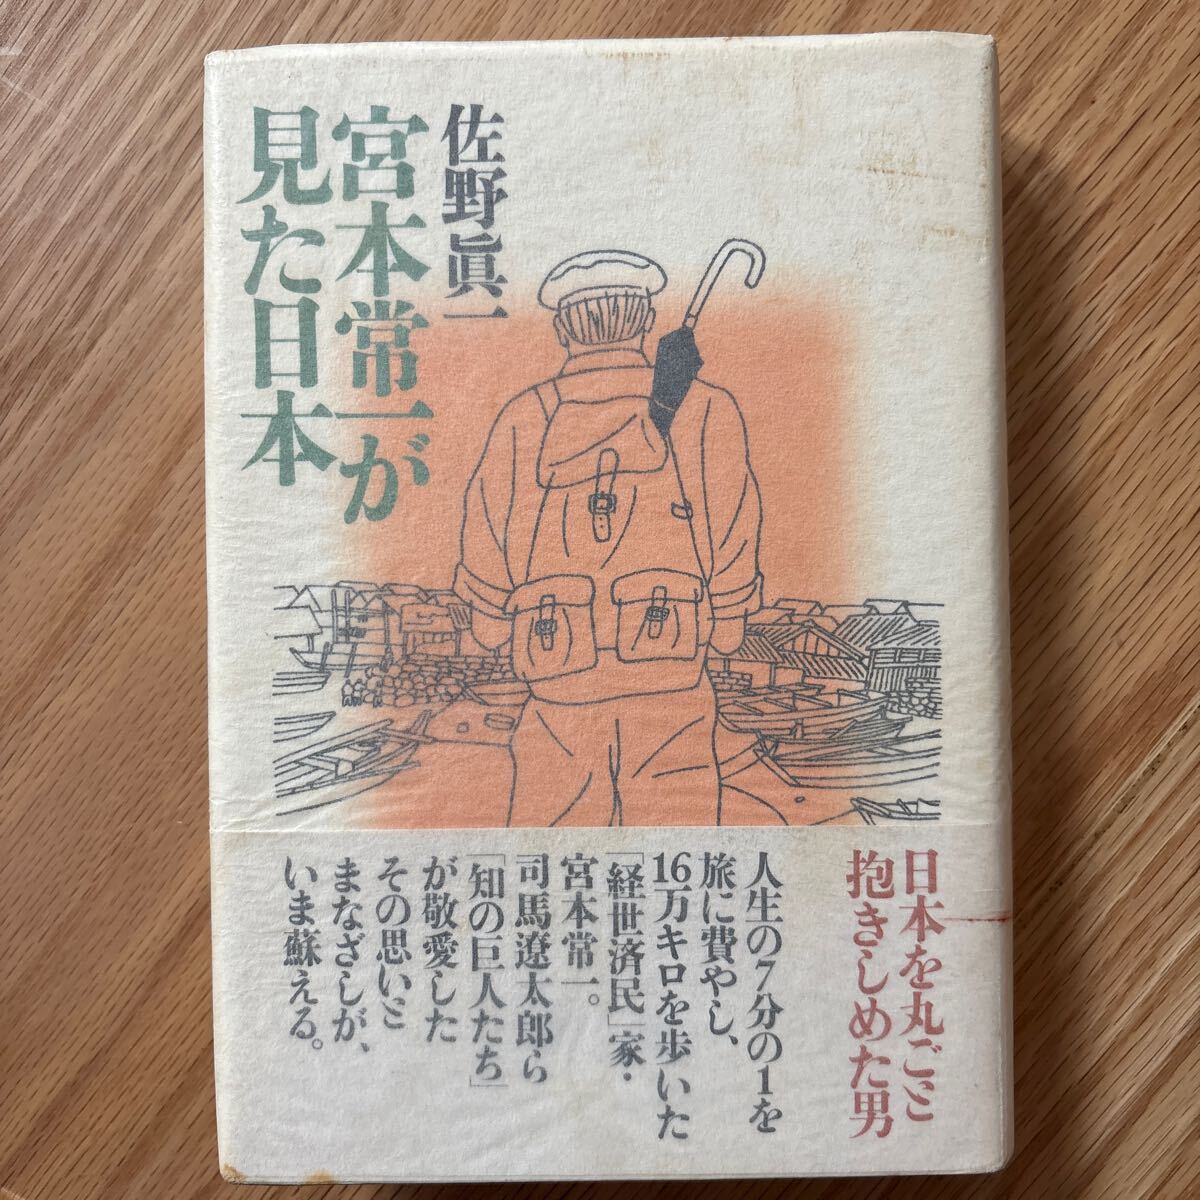 佐野眞一
宮本常一が
見た日本
日本を丸ごと
抱きしめた男
人生の7分の1を
旅に費やし、
16万キロを歩いた
「経世済民」家・
宮本常一。
司馬遼太郎ら
「知の巨人たち」
が敬愛した
その思いと
まなざしが、
いま蘇える。